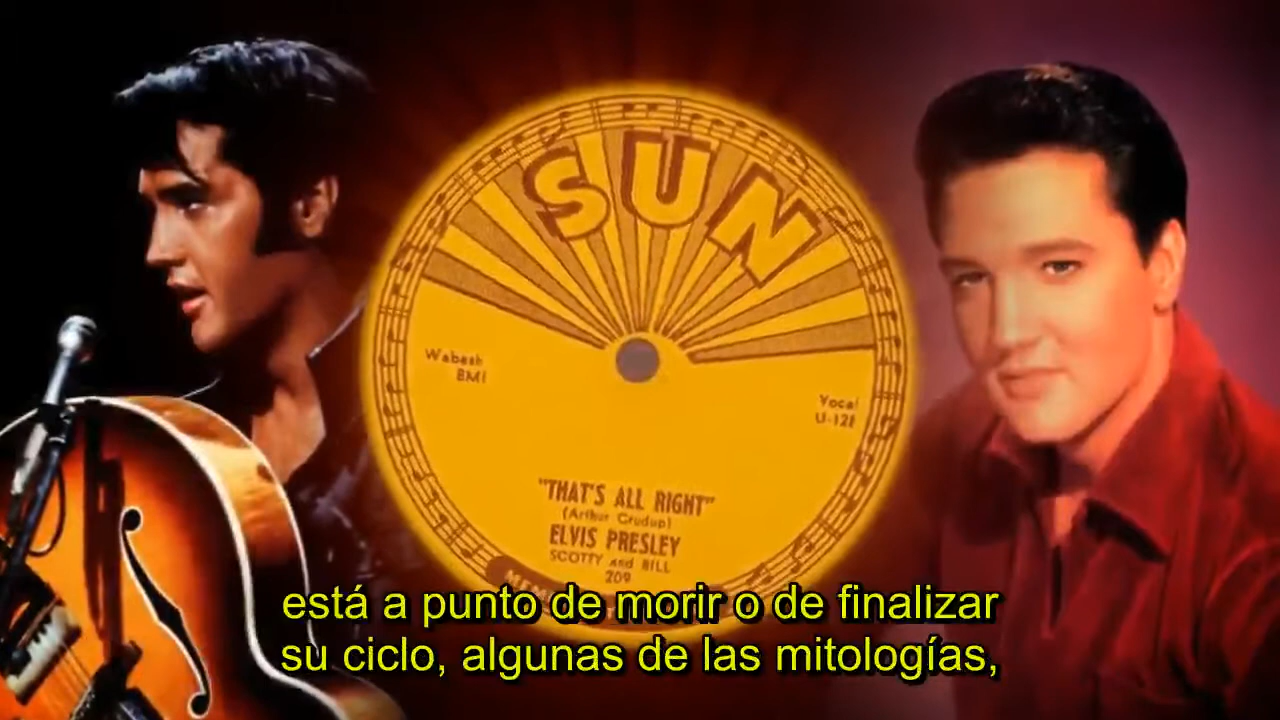 SUN
Wabash
BMI
Vocal
U-128
"THAT'S ALL RIGHT"
(Arthur Crudup)
ELVIS PRESLEY
SCOTTY and BILL
209
está a punto de morir o de finalizar
su ciclo, algunas de las mitologías,